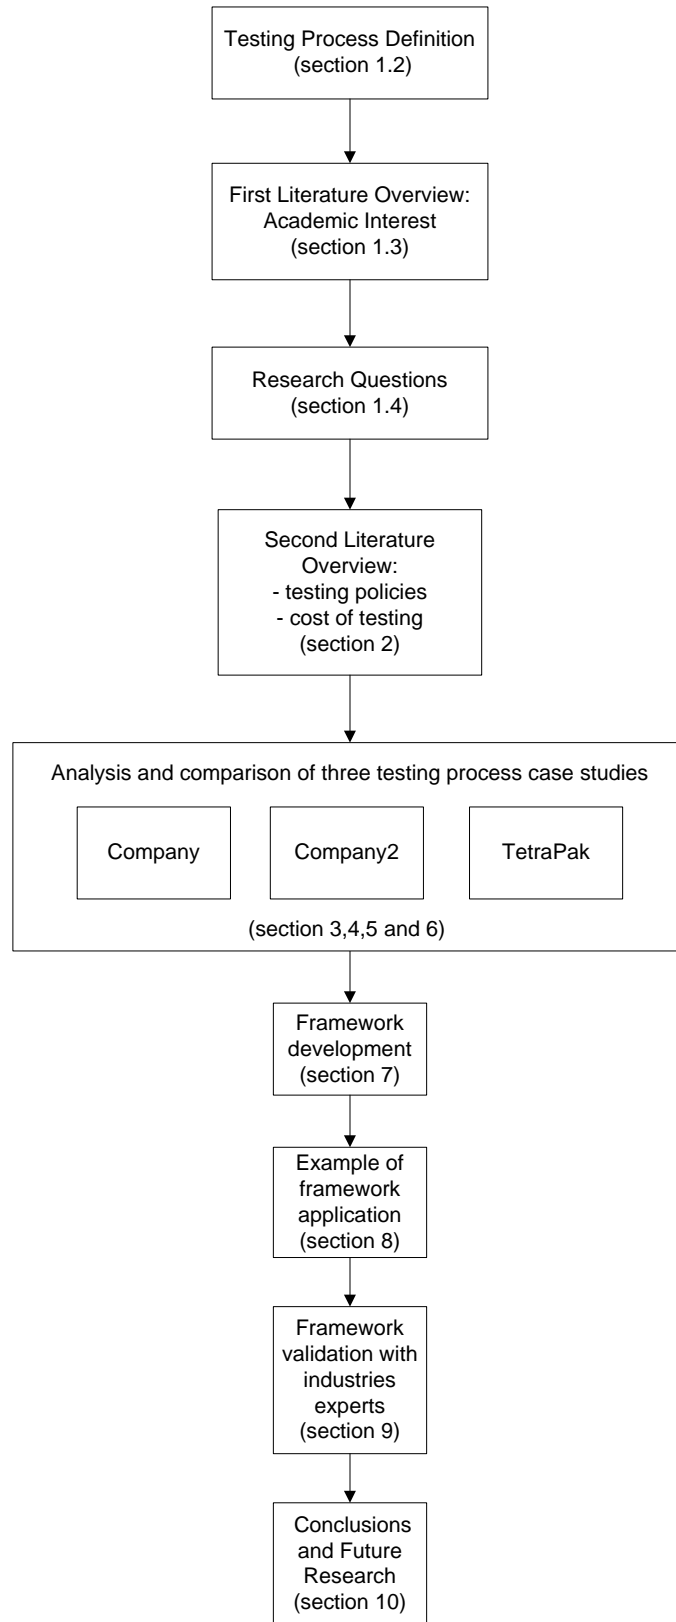 Testing Process Definition
(section 1.2)
First Literature Overview:
Academic Interest
(section 1.3)
Research Questions
(section 1.4)
Second Literature
Overview:
- testing policies
- cost of testing
(section 2)
Analysis and comparison of three testing process case studies
Company
Company2
TetraPak
(section 3,4,5 and 6)
Framework
development
(section 7)
Example of
framework
application
(section 8)
Framework
validation with
industries
experts
(section 9)
Conclusions
and Future
Research
(section 10)